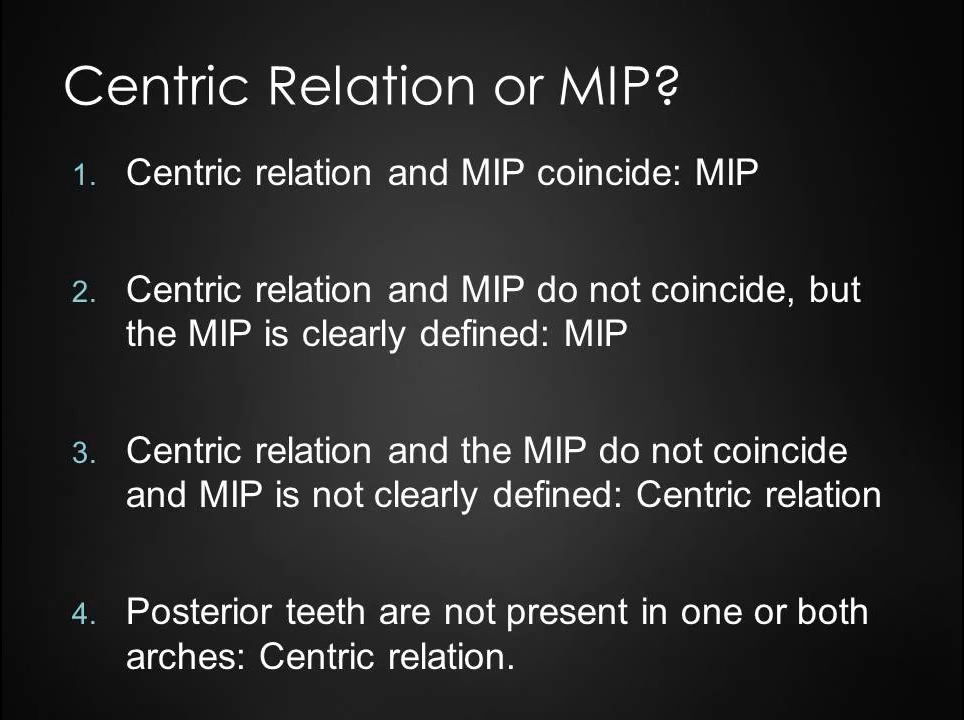 Centric Relation or MIP?
1. Centric relation and MIP coincide: MIP
2. Centric relation and MIP do not coincide, but
the MIP is clearly defined: MIP
3. Centric relation and the MIP do not coincide
and MIP is not clearly defined: Centric relation
4. Posterior teeth are not present in one or both
arches: Centric relation.